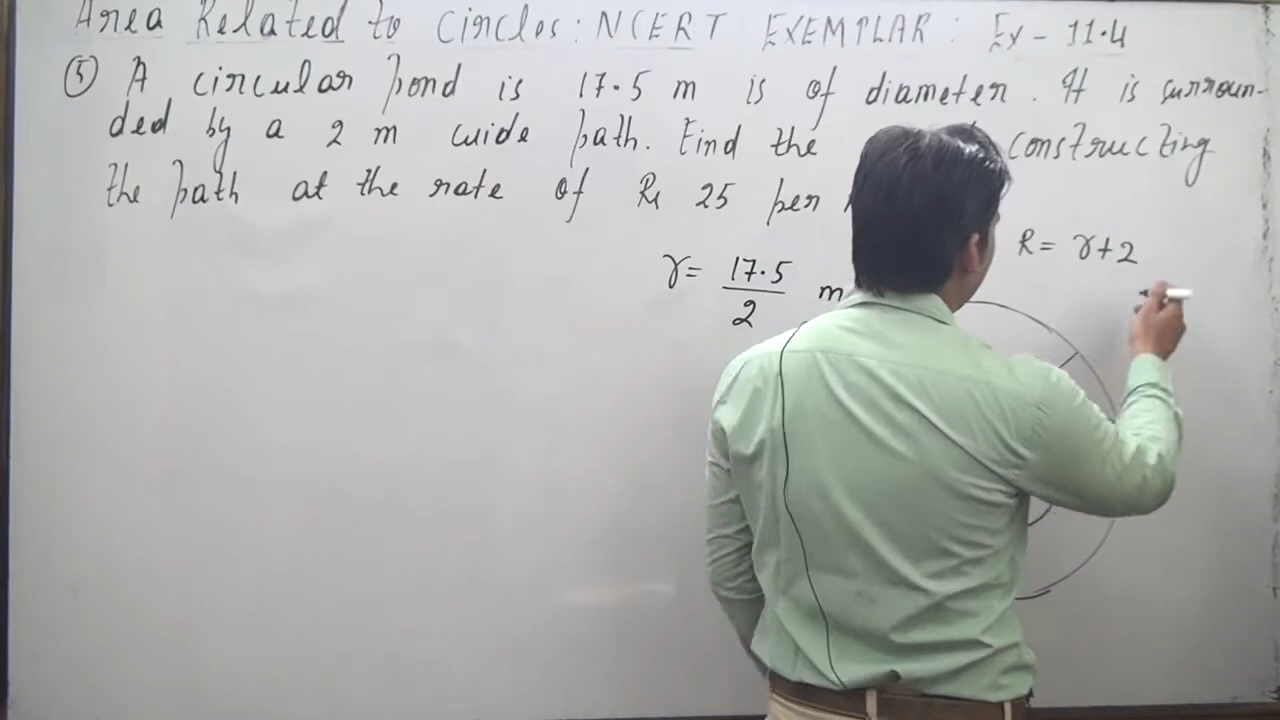 Area Related to Circles: NCERT EXEMPLAR: Ex - 11.4
⑤ A circular pond is 17.5 m is of diameter. It is surroun-
ded by a 2 m wide path. Find the constructing
the path at the rate of Rs 25 per
R = r+2
r = 17.5/2 m